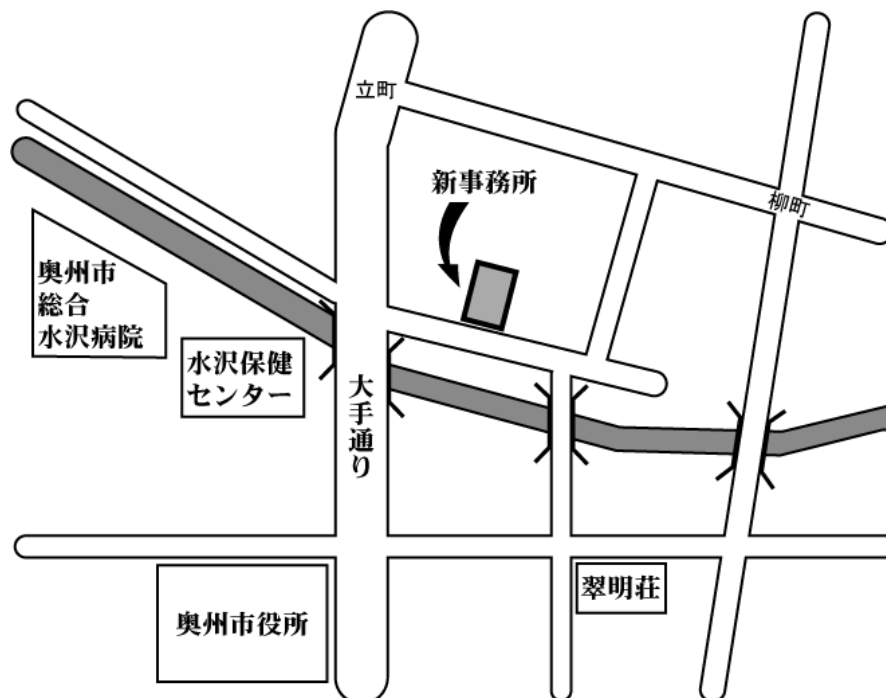 立町
新事務所
柳町
奥州市
総合
水沢病院
水沢保健
センター
大手通り
奥州市役所
翠明荘